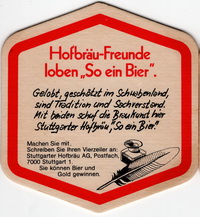 Hofbräu-Freunde
loben „So ein Bier".
Gelobt, geschätzt im Schwabenland,
sind Tradition und Sachverstand.
Mit beiden schuf die Braukunst hier
Stuttgarter Hofbräu, „So ein Bier".
Machen Sie mit.
Schreiben Sie Ihren Vierzeiler an:
Stuttgarter Hofbräu AG, Postfach,
7000 Stuttgart 1
Sie können Bier und
Gold gewinnen.